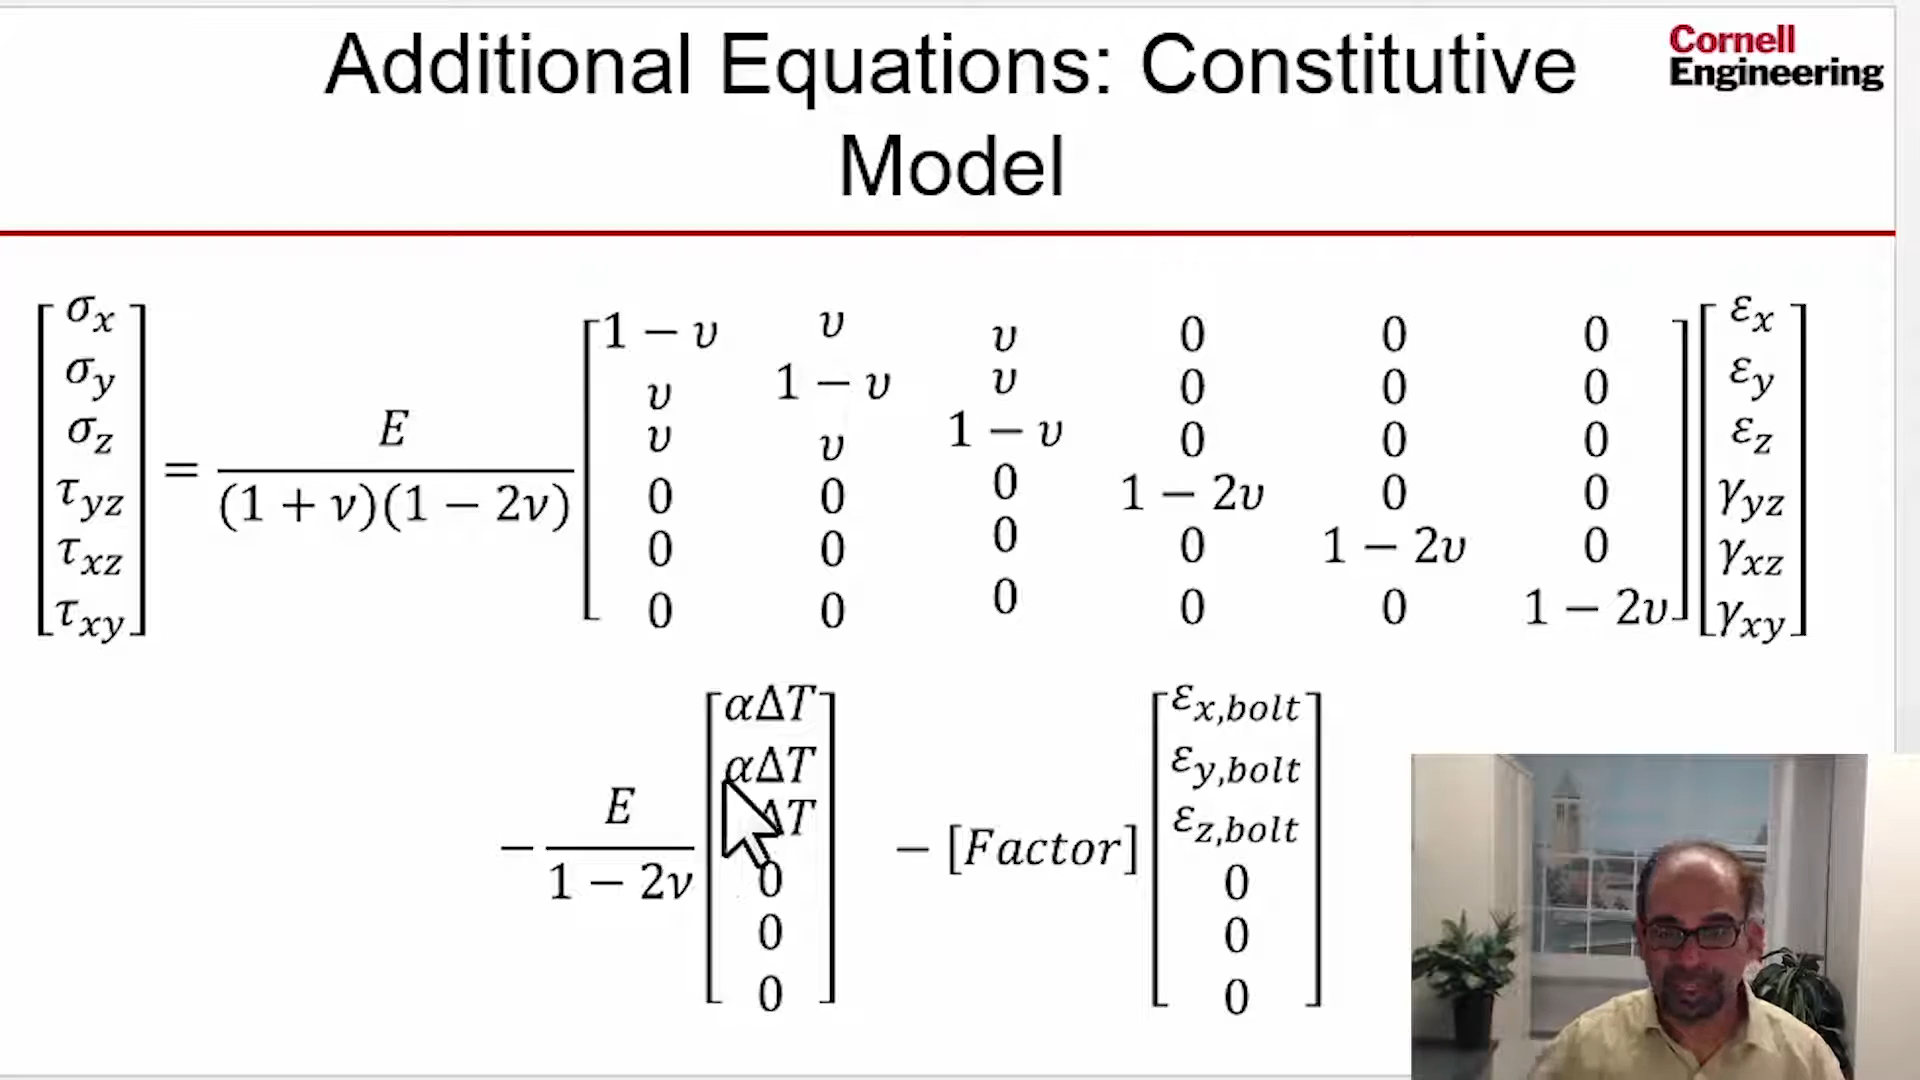 Additional Equations: Constitutive
Model
Cornell
Engineering
σx
σy
σz
τyz
τxz
τxy
=
E
(1 + ν)(1 − 2ν)
1 − υ υ υ 0 0 0
υ 1 − υ υ 0 0 0
υ υ 1 − υ 0 0 0
0 0 0 1 − 2υ 0 0
0 0 0 0 1 − 2υ 0
0 0 0 0 0 1 − 2υ
εx
εy
εz
γyz
γxz
γxy
−
E
1 − 2ν
αΔT
αΔT
ΔT
0
0
0
− [Factor]
εx,bolt
εy,bolt
εz,bolt
0
0
0